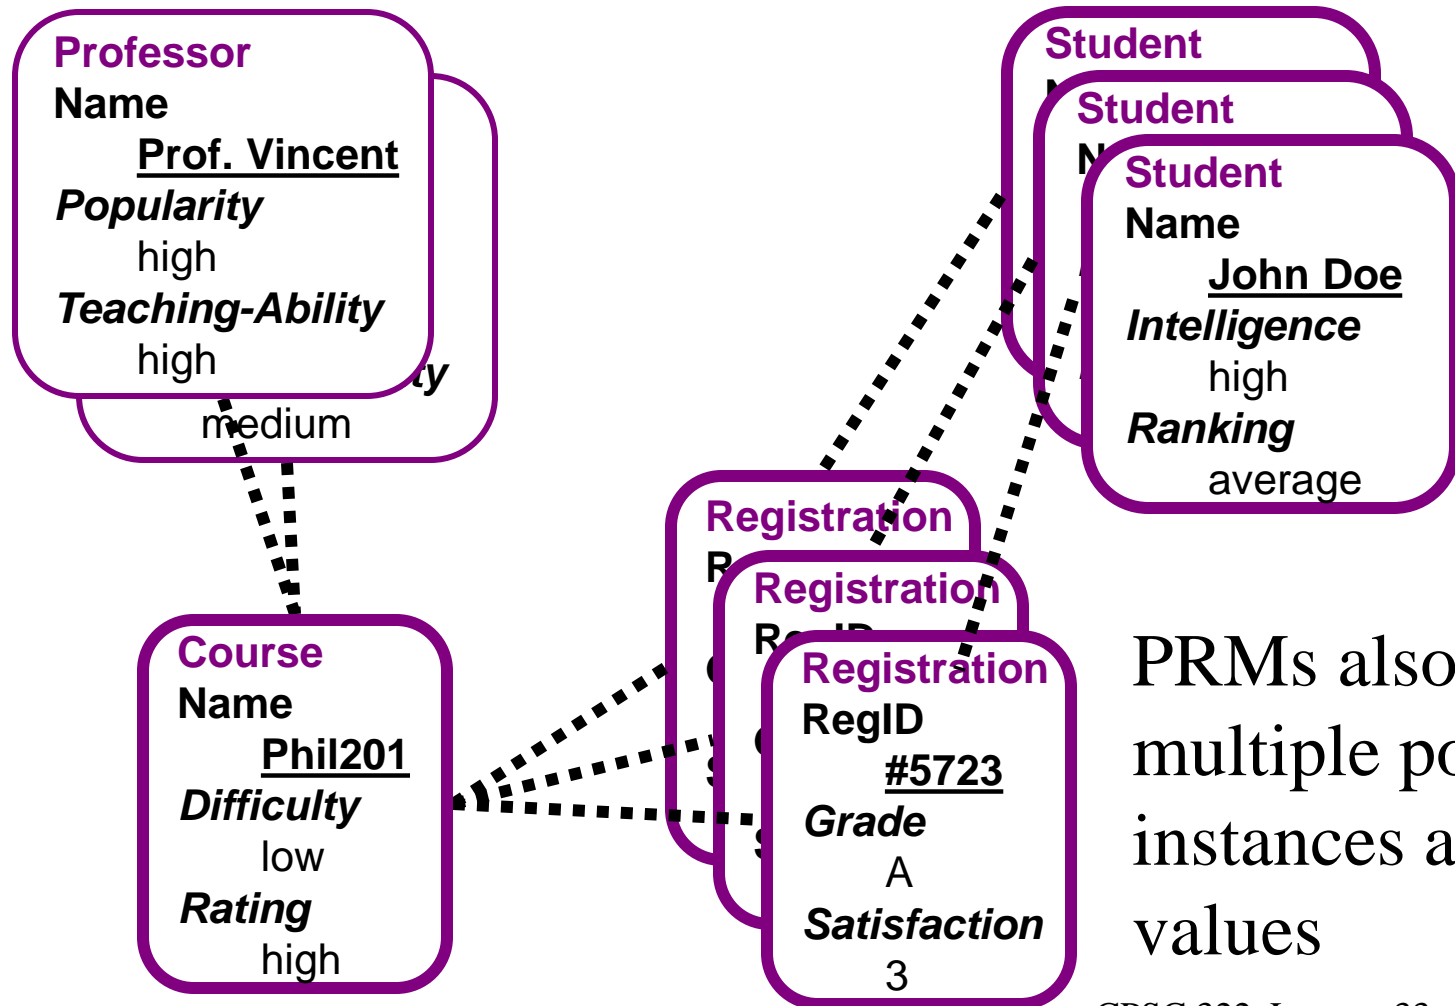 Professor
Name
Prof. Vincent
Popularity
high
Teaching-Ability
high
medium
Student
Student
Student
Name
John Doe
Intelligence
high
Ranking
average
Registration
Registration
Registration
RegID
#5723
Grade
A
Satisfaction
3
Course
Name
Phil201
Difficulty
low
Rating
high
PRMs also
multiple
instances
values